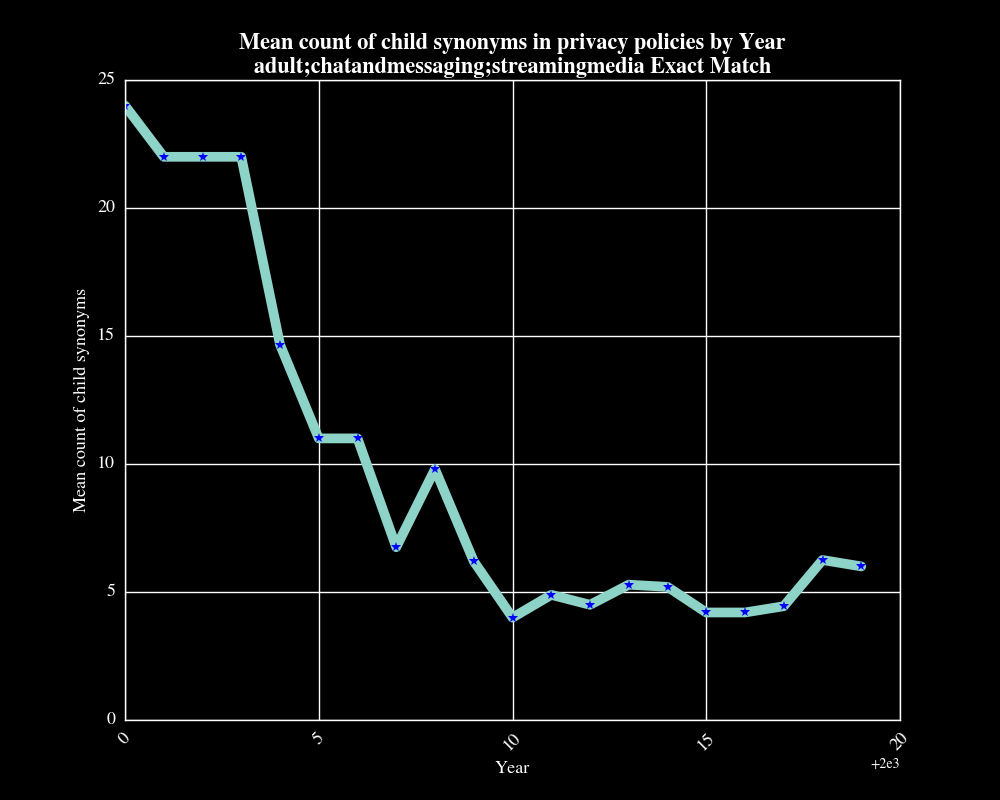 Mean count of child synonyms in privacy policies by Year
adult;chatandmessaging;streamingmedia Exact Match
25
20
15
10
5
0
Mean count of child synonyms
0
5
10
15
20
Year
+2e3